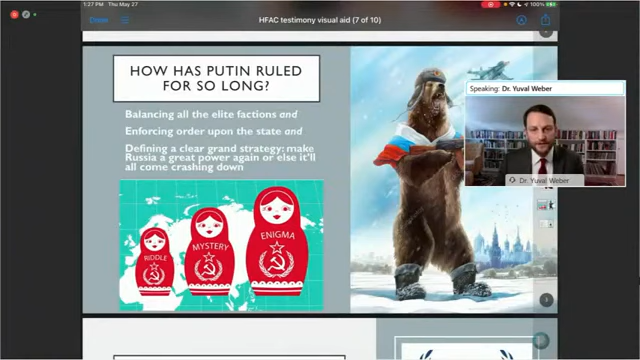 1:27 PM Thu May 27
100%
Done
HFAC testimony visual aid (7 of 10)
HOW HAS PUTIN RULED
FOR SO LONG?
Balancing all the elite factions and
Enforcing order upon the state and
Defining a clear grand strategy: make
Russia a great power again or else it'll
all come crashing down
RIDDLE
MYSTERY
ENIGMA
Speaking: Dr. Yuval Weber
Dr. Yuval Weber